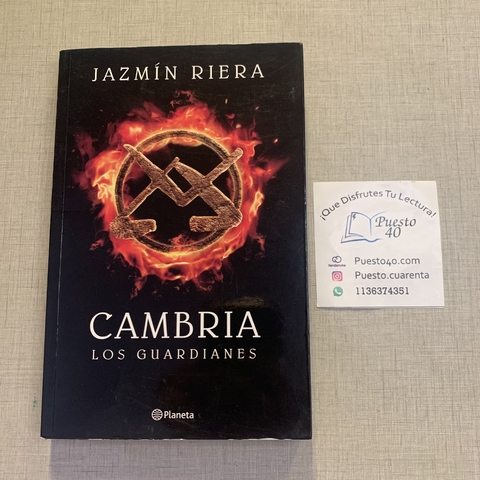 JAZMÍN RIERA
CAMBRIA
LOS GUARDIANES
Planeta
¡Que Disfrutes Tu Lectura!
Puesto
40
Puesto40.com
Puesto.cuarenta
1136374351